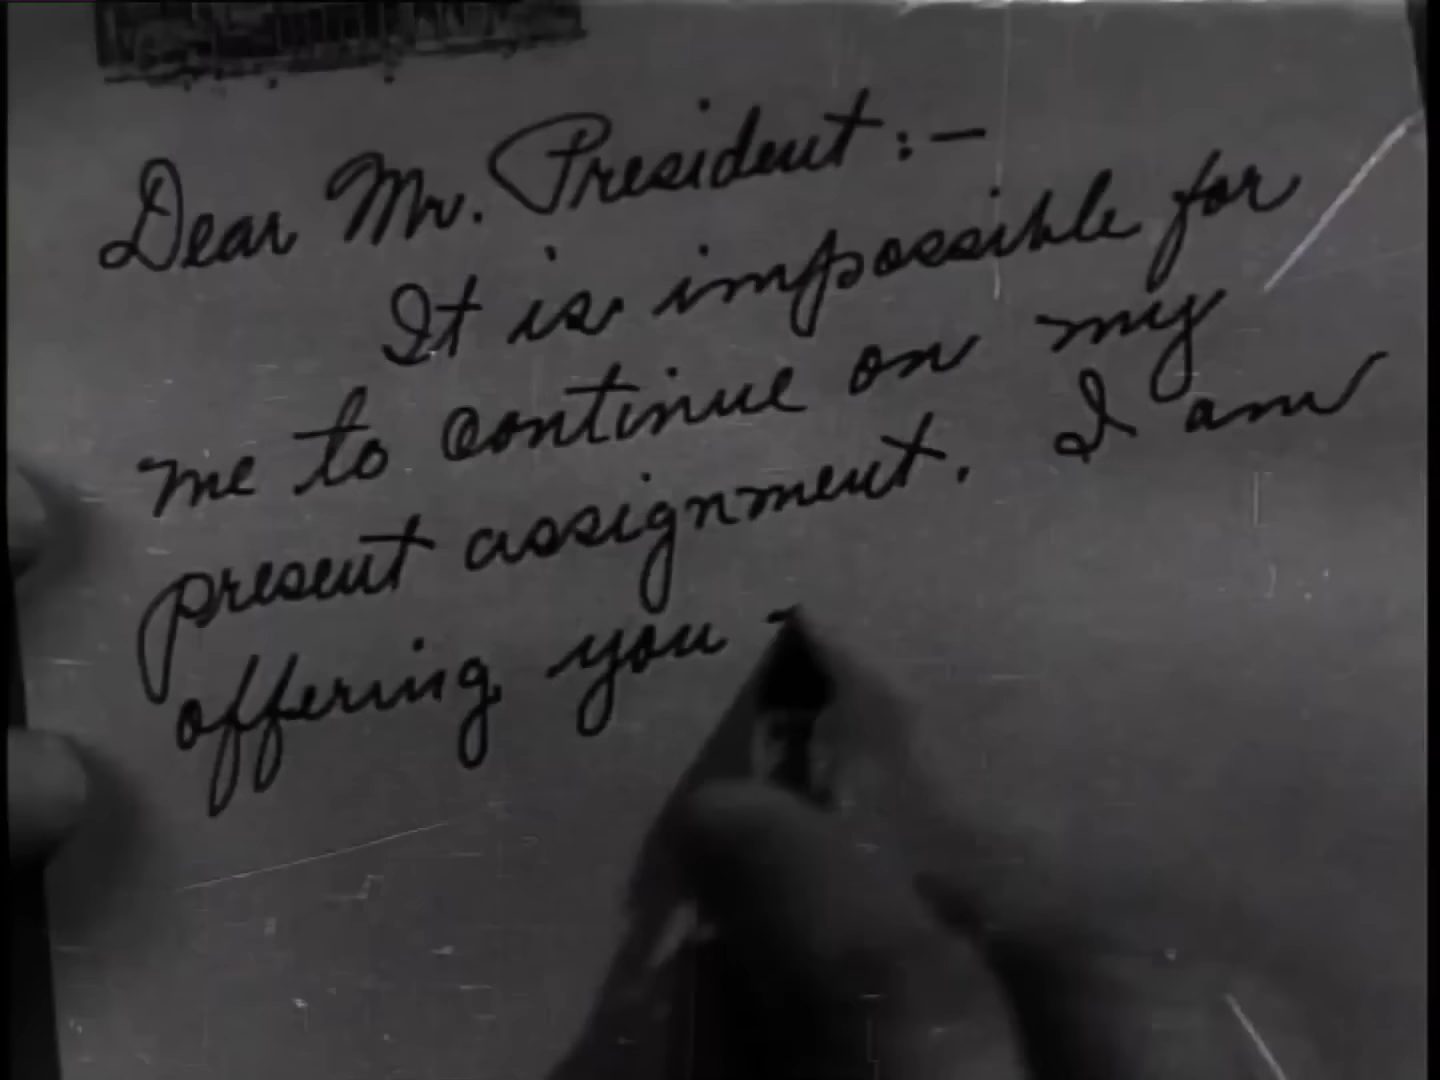 Dear Mr. President:—
It is impossible for
me to continue on my
present assignment. I am
offering you